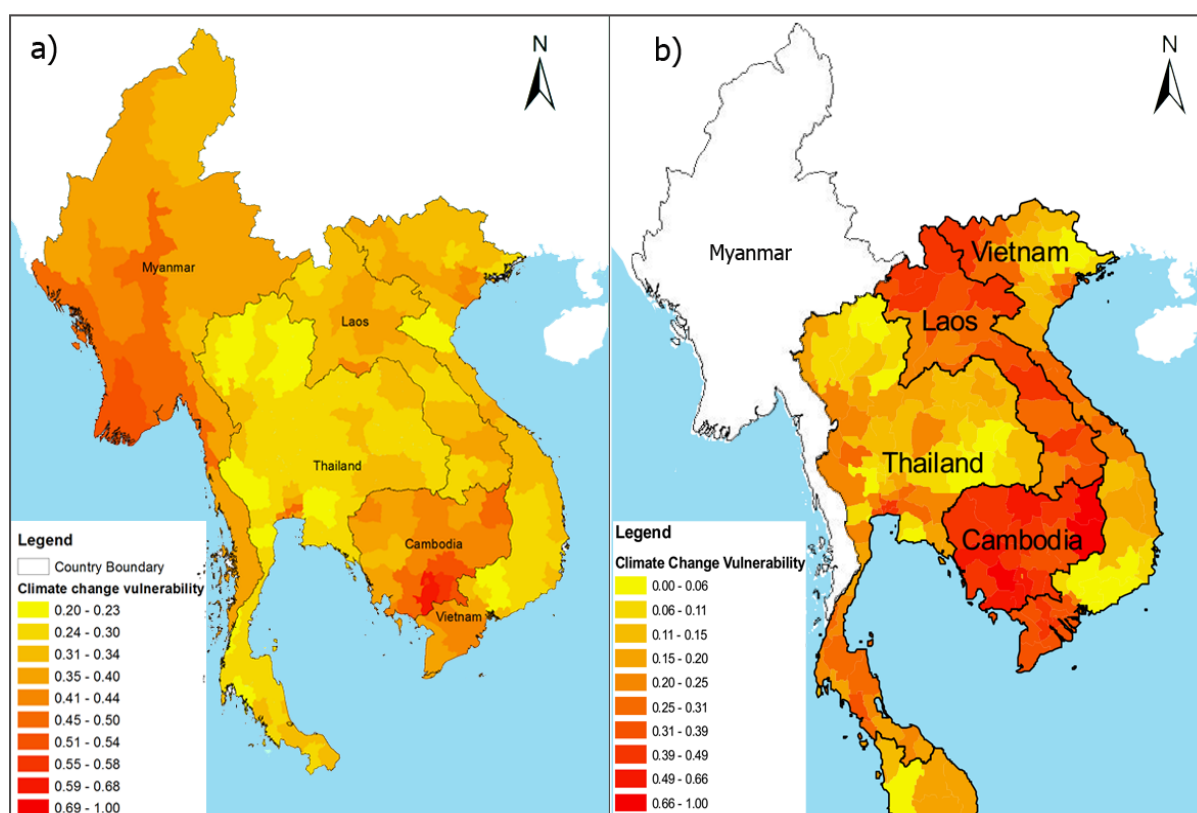 a)
N
Myanmar
Laos
Thailand
Cambodia
Vietnam
Legend
Country Boundary
Climate change vulnerability
0.20 - 0.23
0.24 - 0.30
0.31 - 0.34
0.35 - 0.40
0.41 - 0.44
0.45 - 0.50
0.51 - 0.54
0.55 - 0.58
0.59 - 0.68
0.69 - 1.00
b)
N
Myanmar
Vietnam
Laos
Thailand
Cambodia
Legend
Climate Change Vulnerability
0.00 - 0.06
0.06 - 0.11
0.11 - 0.15
0.15 - 0.20
0.20 - 0.25
0.25 - 0.31
0.31 - 0.39
0.39 - 0.49
0.49 - 0.66
0.66 - 1.00